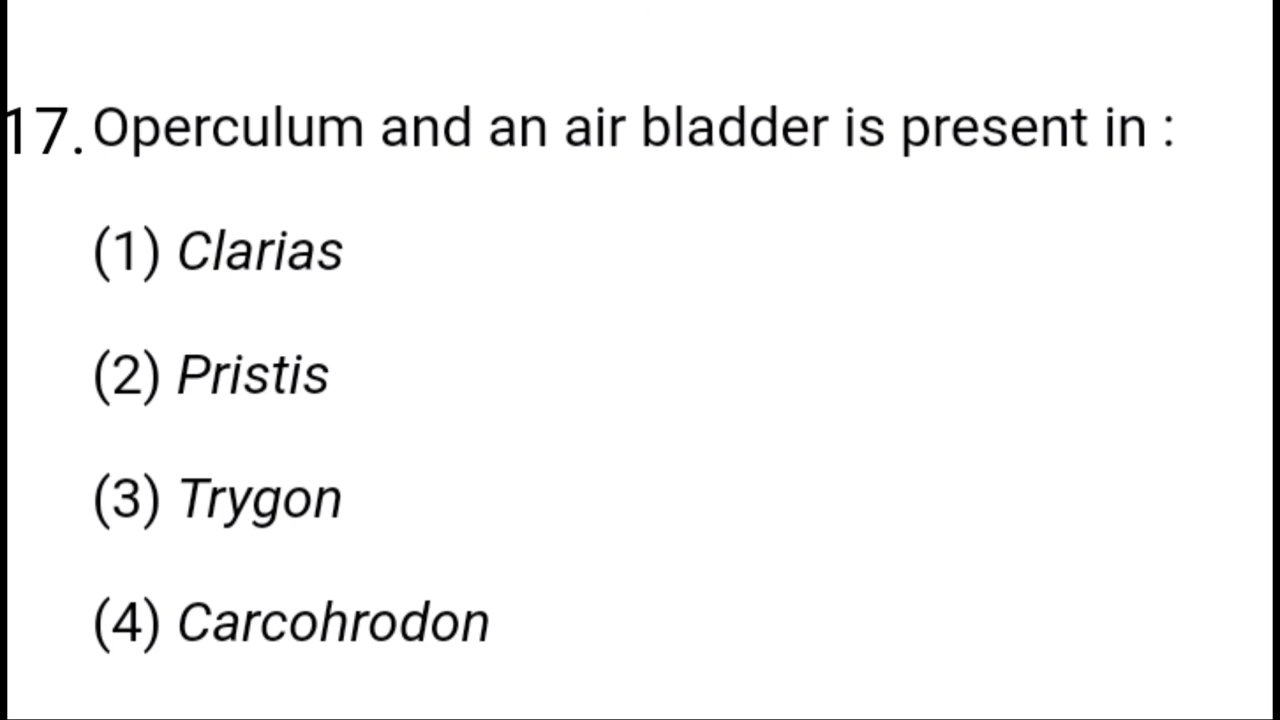 17. Operculum and an air bladder is present in :
(1) Clarias
(2) Pristis
(3) Trygon
(4) Carcohrodon